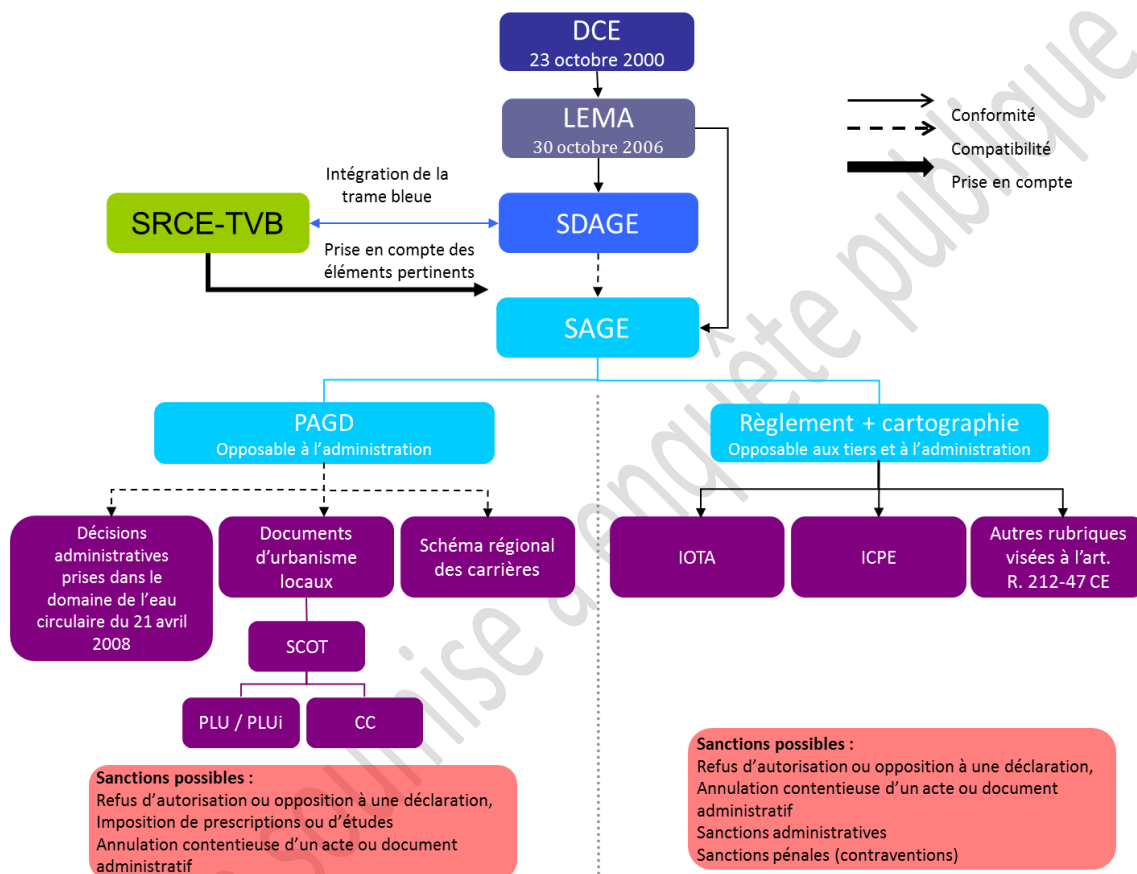 DCE
23 octobre 2000
LEMA
30 octobre 2006
Conformité
Compatibilité
Prise en compte
Intégration de la
trame bleue
SRCE-TVB
SDAGE
Prise en compte des
éléments pertinents
SAGE
PAGD
Opposable à l'administration
Règlement + cartographie
Opposable aux tiers et à l'administration
Décisions
administratives
prises dans le
domaine de l'eau
circulaire du 21 avril
2008
Documents
d'urbanisme
locaux
Schéma régional
des carrières
IOTA
ICPE
Autres rubriques
visées à l'art.
R. 212-47 CE
SCOT
PLU / PLUi
CC
Sanctions possibles :
Refus d'autorisation ou opposition à une déclaration,
Imposition de prescriptions ou d'études
Annulation contentieuse d'un acte ou document
administratif
Sanctions possibles :
Refus d'autorisation ou opposition à une déclaration,
Annulation contentieuse d'un acte ou document
administratif
Sanctions administratives
Sanctions pénales (contraventions)
soumise à enquête publique